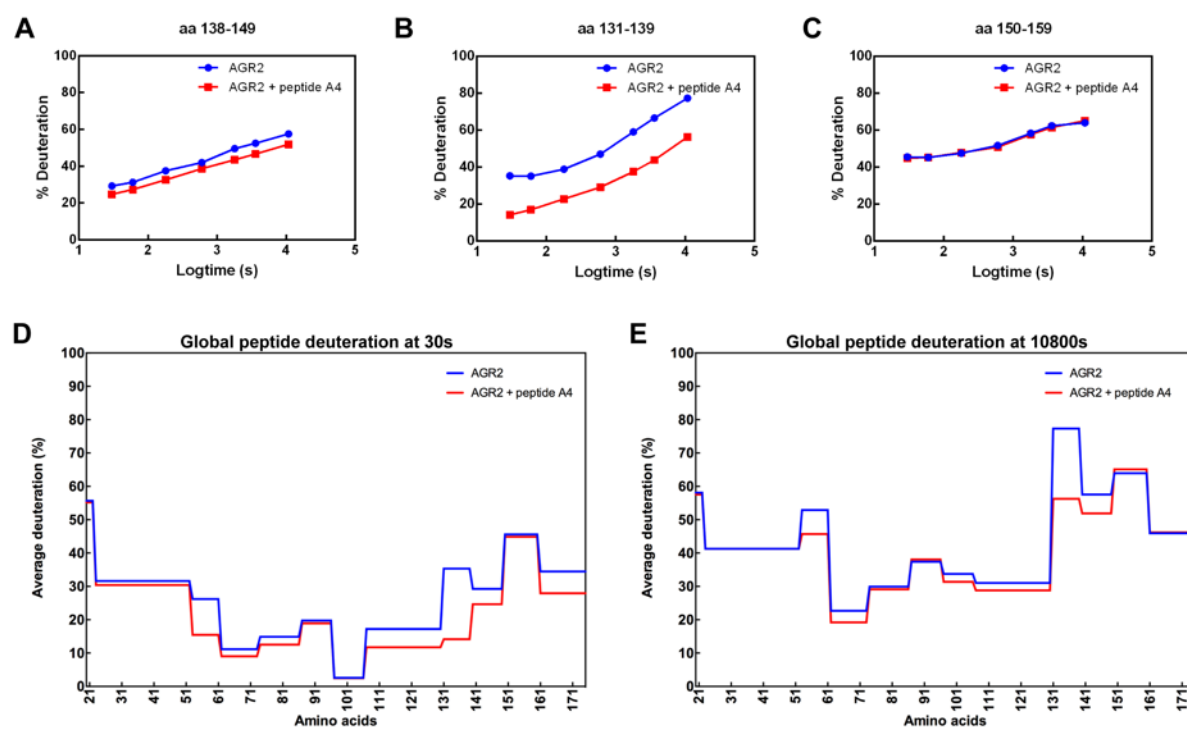 A
aa 138-149
100
80
60
40
20
0
% Deuteration
AGR2
AGR2 + peptide A4
1
2
3
4
5
Logtime (s)
B
aa 131-139
100
80
60
40
20
0
% Deuteration
AGR2
AGR2 + peptide A4
1
2
3
4
5
Logtime (s)
C
aa 150-159
100
80
60
40
20
0
% Deuteration
AGR2
AGR2 + peptide A4
1
2
3
4
5
Logtime (s)
D
Global peptide deuteration at 30s
100
90
80
70
60
50
40
30
20
10
0
Average deuteration (%)
AGR2
AGR2 + peptide A4
21
31
41
51
61
71
81
91
101
111
121
131
141
151
161
171
Amino acids
E
Global peptide deuteration at 10800s
100
90
80
70
60
50
40
30
20
10
0
Average deuteration (%)
AGR2
AGR2 + peptide A4
21
31
41
51
61
71
81
91
101
111
121
131
141
151
161
171
Amino acids